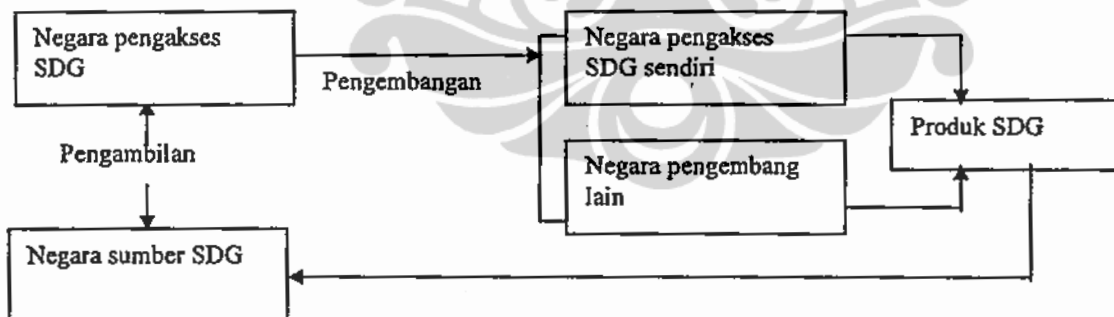 Negara pengakses
SDG
Pengembangan
Negara pengakses
SDG sendiri
Produk SDG
Pengambilan
Negara pengembang
lain
Negara sumber SDG